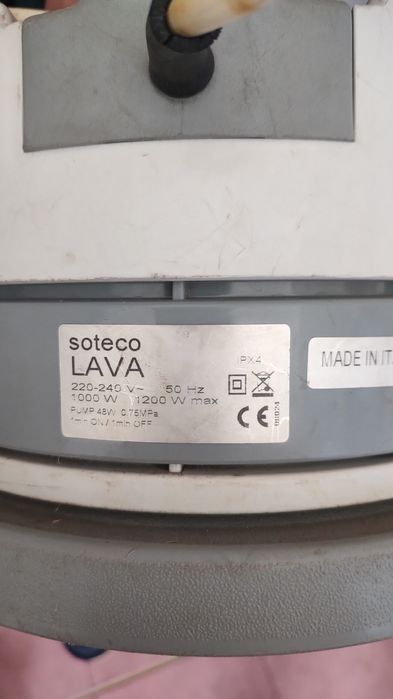 soteco
LAVA
IPX4
220-240 V~ 50 Hz
1000 W 1200 W max
PUMP 48W 0.75MPa
1min ON / 1min OFF
CE
MADE IN IT